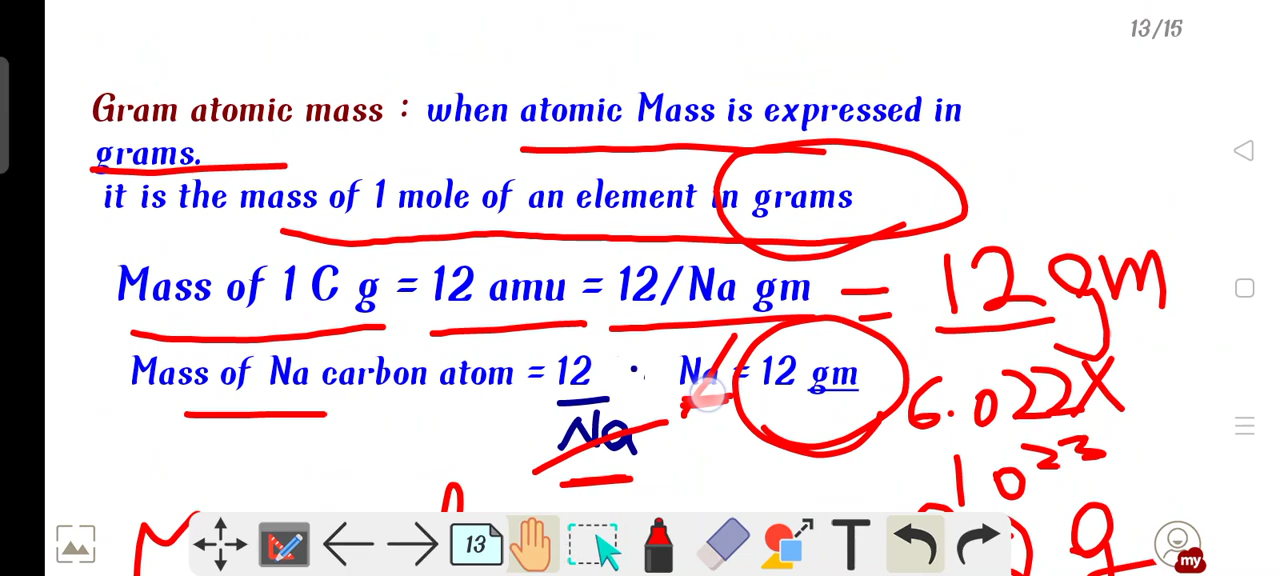 13/15
Gram atomic mass : when atomic Mass is expressed in
grams.
it is the mass of 1 mole of an element in grams
Mass of 1 C g = 12 amu = 12/Na gm = 12 gm
6.022X
10²³
Mass of Na carbon atom = 12 . Na = 12 gm
Na
13
T
my